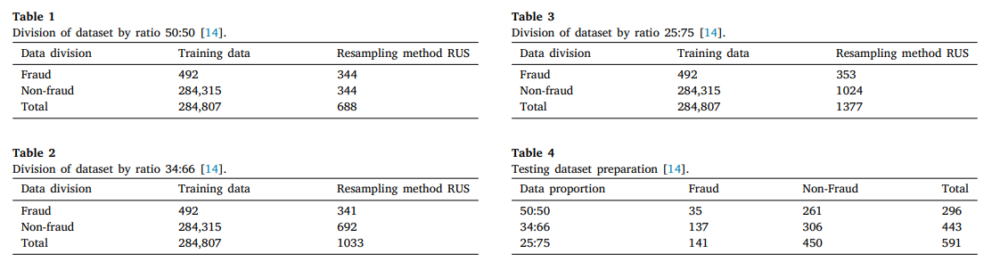 Table 1
Division of dataset by ratio 50:50 [14].
Data division Training data Resampling method RUS
Fraud 492 344
Non-fraud 284,315 344
Total 284,807 688
Table 2
Division of dataset by ratio 34:66 [14].
Data division Training data Resampling method RUS
Fraud 492 341
Non-fraud 284,315 692
Total 284,807 1033
Table 3
Division of dataset by ratio 25:75 [14].
Data division Training data Resampling method RUS
Fraud 492 353
Non-fraud 284,315 1024
Total 284,807 1377
Table 4
Testing dataset preparation [14].
Data proportion Fraud Non-Fraud Total
50:50 35 261 296
34:66 137 306 443
25:75 141 450 591